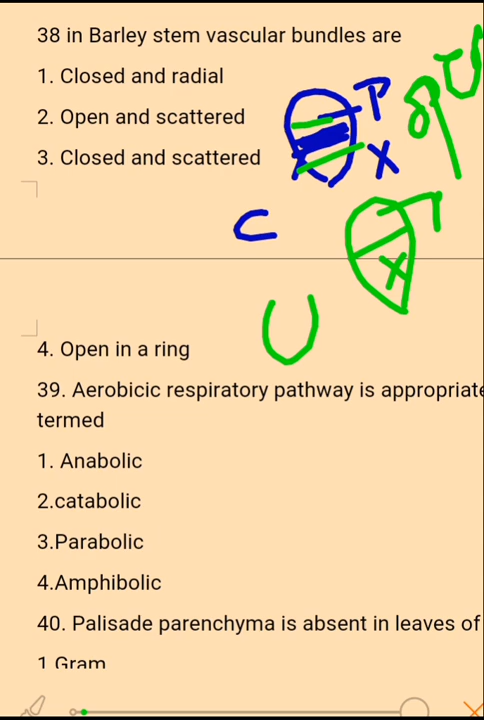 38 in Barley stem vascular bundles are
1. Closed and radial
2. Open and scattered
3. Closed and scattered
P
X
C
X
4. Open in a ring
39. Aerobicic respiratory pathway is appropriate
termed
1. Anabolic
2.catabolic
3.Parabolic
4.Amphibolic
40. Palisade parenchyma is absent in leaves of
1 Gram